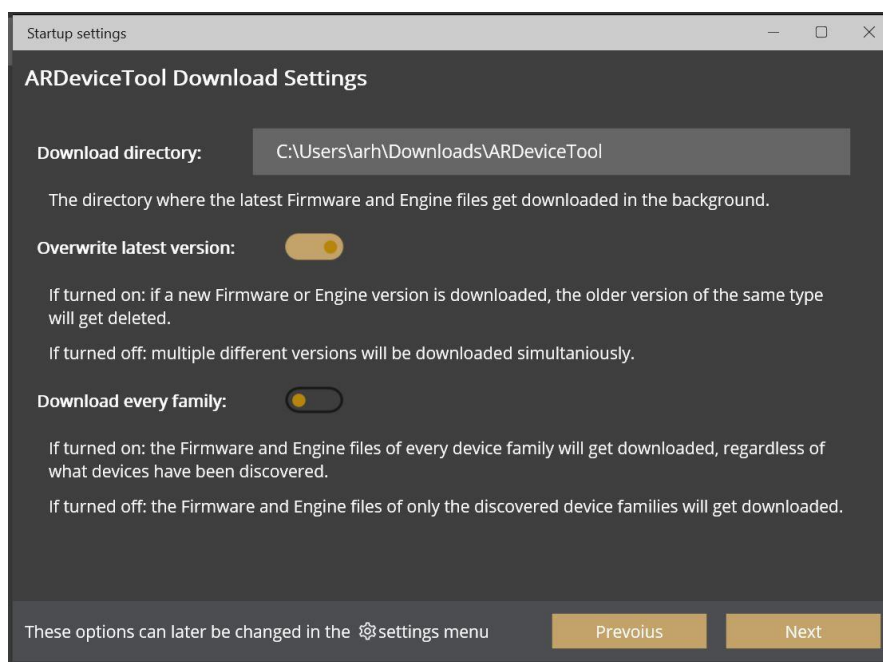 Startup settings
ARDeviceTool Download Settings
Download directory: C:\Users\arh\Downloads\ARDeviceTool
The directory where the latest Firmware and Engine files get downloaded in the background.
Overwrite latest version:
If turned on: if a new Firmware or Engine version is downloaded, the older version of the same type
will get deleted.
If turned off: multiple different versions will be downloaded simultaniously.
Download every family:
If turned on: the Firmware and Engine files of every device family will get downloaded, regardless of
what devices have been discovered.
If turned off: the Firmware and Engine files of only the discovered device families will get downloaded.
These options can later be changed in the settings menu Prevoius Next